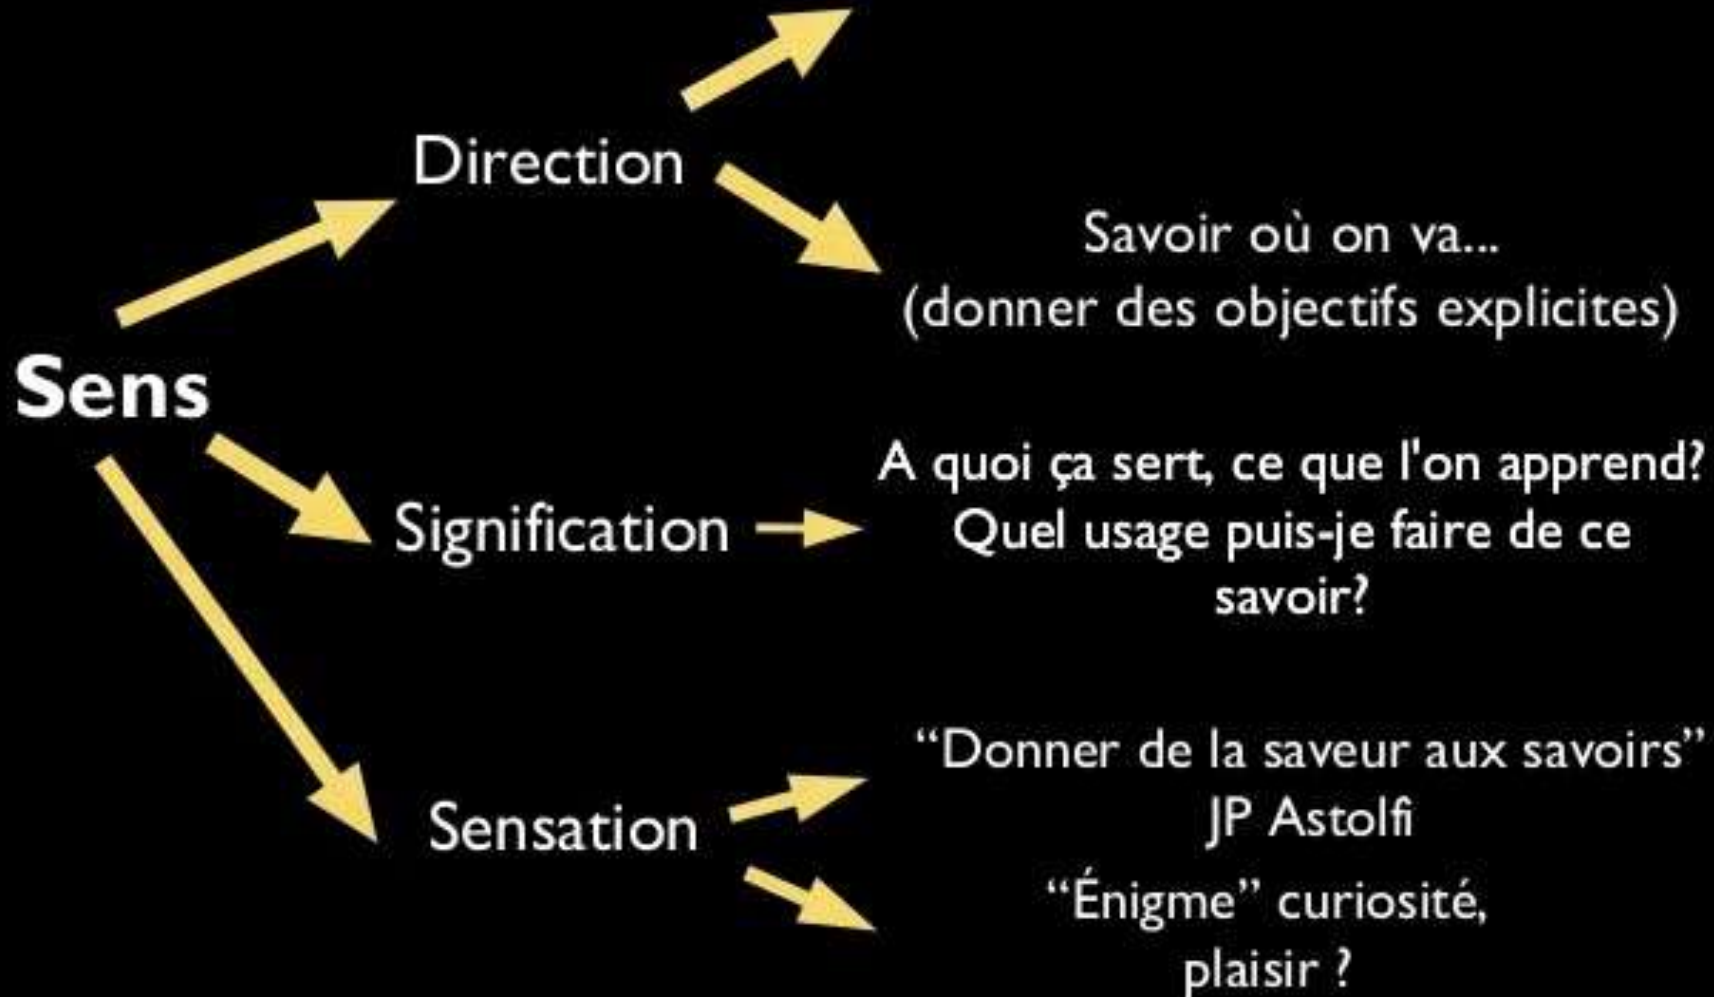 Direction
Savoir où on va...
(donner des objectifs explicites)
Sens
A quoi ça sert, ce que l'on apprend?
Signification
Quel usage puis-je faire de ce
savoir?
“Donner de la saveur aux savoirs”
JP Astolfi
Sensation
“Énigme” curiosité,
plaisir ?